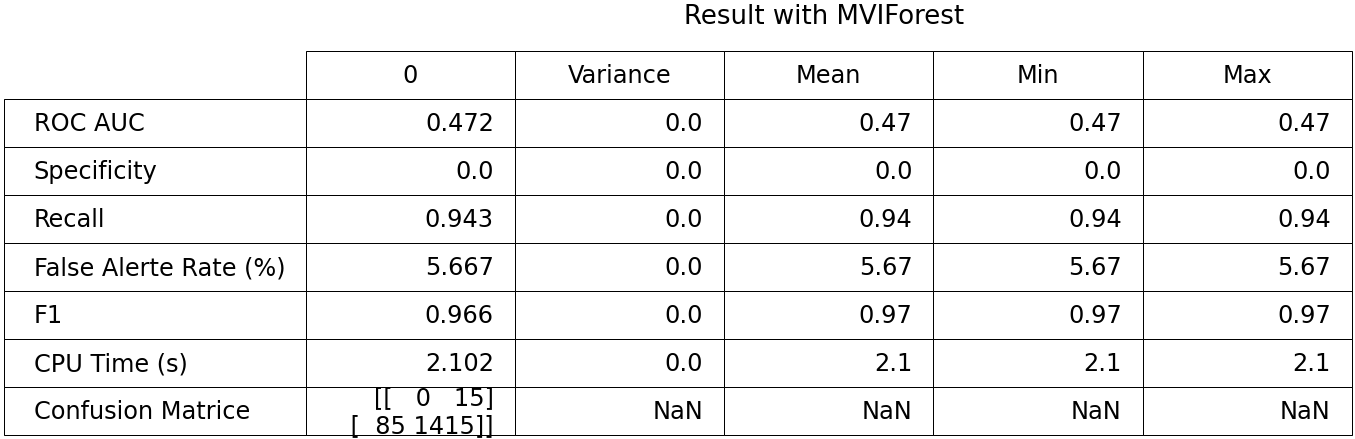 Result with MVIForest
0 Variance Mean Min Max
ROC AUC 0.472 0.0 0.47 0.47 0.47
Specificity 0.0 0.0 0.0 0.0 0.0
Recall 0.943 0.0 0.94 0.94 0.94
False Alerte Rate (%) 5.667 0.0 5.67 5.67 5.67
F1 0.966 0.0 0.97 0.97 0.97
CPU Time (s) 2.102 0.0 2.1 2.1 2.1
Confusion Matrice [[ 0 15]
[ 85 1415]] NaN NaN NaN NaN